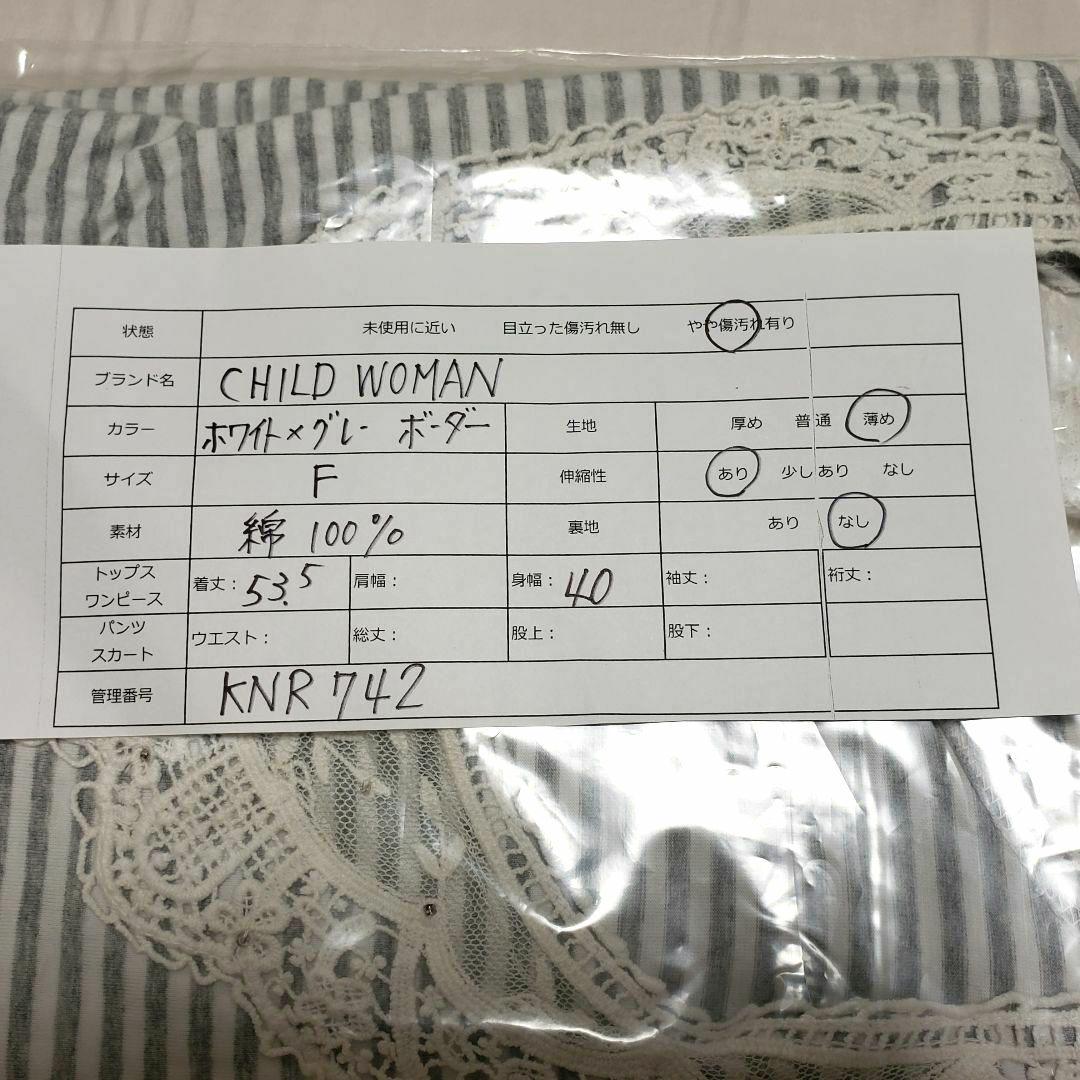 状態 未使用に近い 目立った傷汚れ無し やや傷汚れ有り
ブランド名 CHILD WOMAN
カラー ホワイト×グレー ボーダー 生地 厚め 普通 薄め
サイズ F 伸縮性 あり 少しあり なし
素材 綿 100% 裏地 あり なし
トップス
ワンピース 着丈: 53.5 肩幅: 身幅: 40 袖丈: 裄丈:
パンツ
スカート ウエスト: 総丈: 股上: 股下:
管理番号 KNR 742